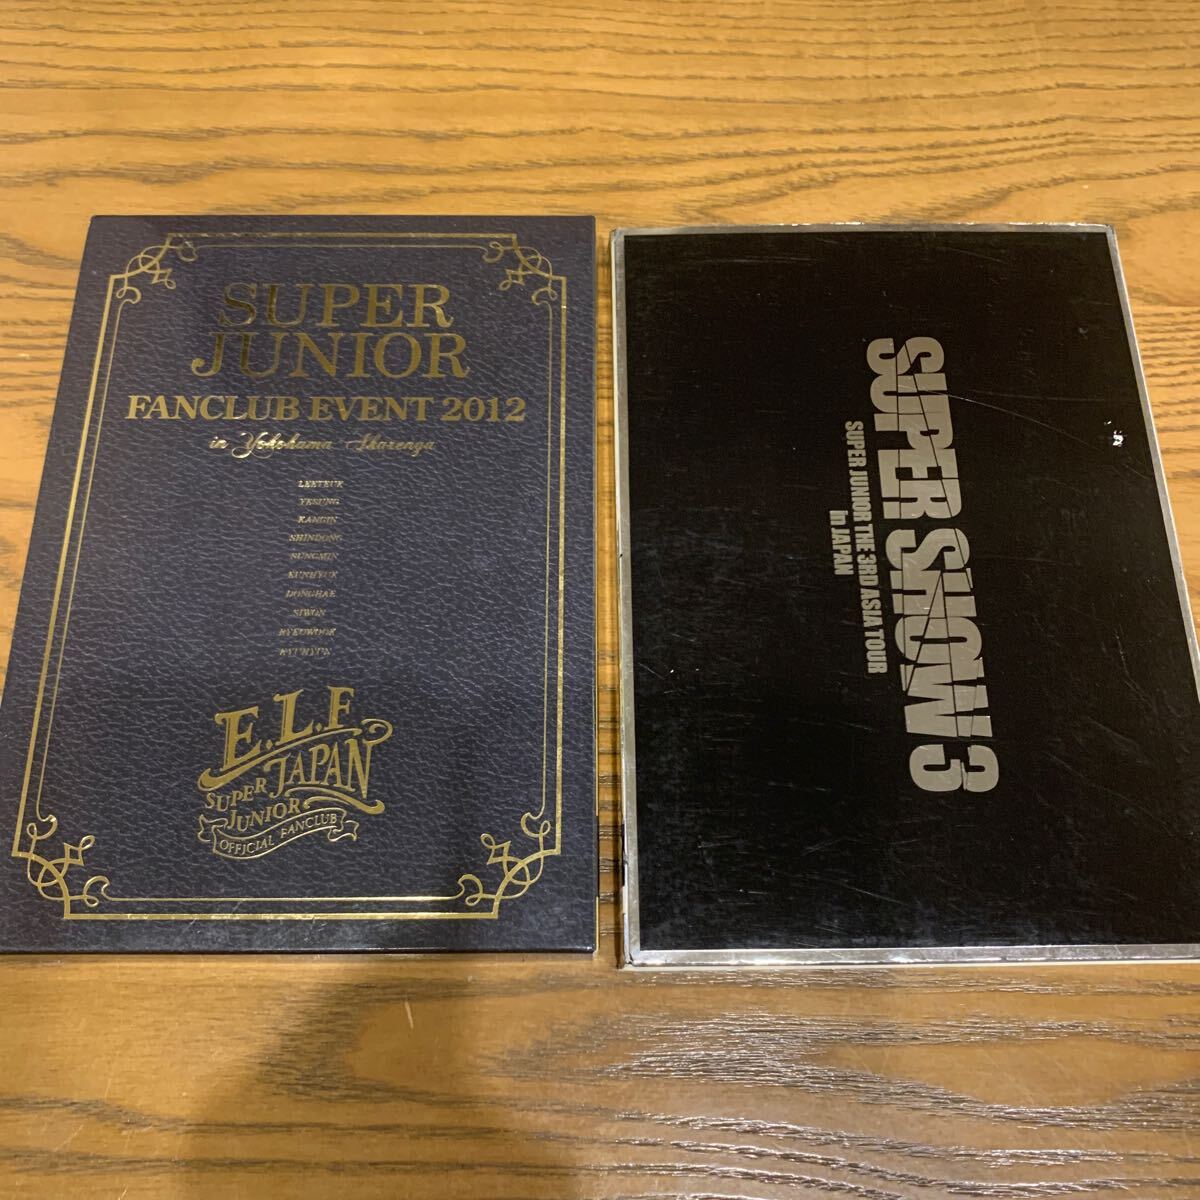 SUPER
JUNIOR
FANCLUB EVENT 2012
in Yokohama Akarenga
LEETEUK
YESUNG
KANGIN
SHINDONG
SUNGMIN
EUNHYUK
DONGHAE
SIWON
RYEOWOOK
KYUHYUN
E.L.F
JAPAN
SUPER
JUNIOR
OFFICIAL FANCLUB
SUPER SHOW 3
SUPER JUNIOR THE 3RD ASIA TOUR
in JAPAN